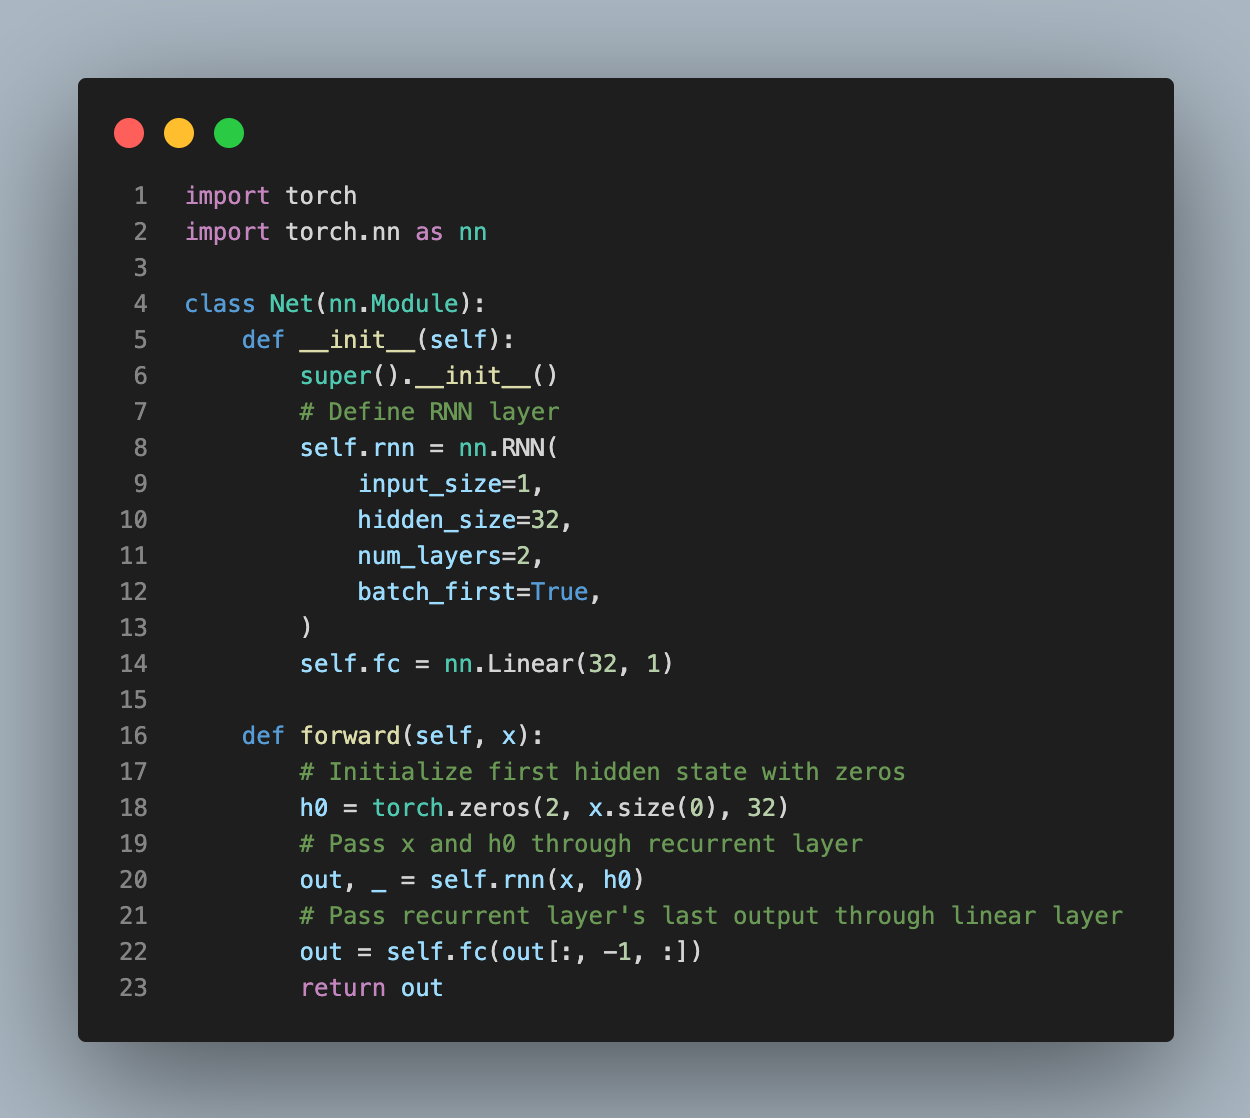 1 import torch
2 import torch.nn as nn
3
4 class Net(nn.Module):
5     def __init__(self):
6         super().__init__()
7         # Define RNN layer
8         self.rnn = nn.RNN(
9             input_size=1,
10             hidden_size=32,
11             num_layers=2,
12             batch_first=True,
13         )
14         self.fc = nn.Linear(32, 1)
15
16     def forward(self, x):
17         # Initialize first hidden state with zeros
18         h0 = torch.zeros(2, x.size(0), 32)
19         # Pass x and h0 through recurrent layer
20         out, _ = self.rnn(x, h0)
21         # Pass recurrent layer's last output through linear layer
22         out = self.fc(out[:, -1, :])
23         return out